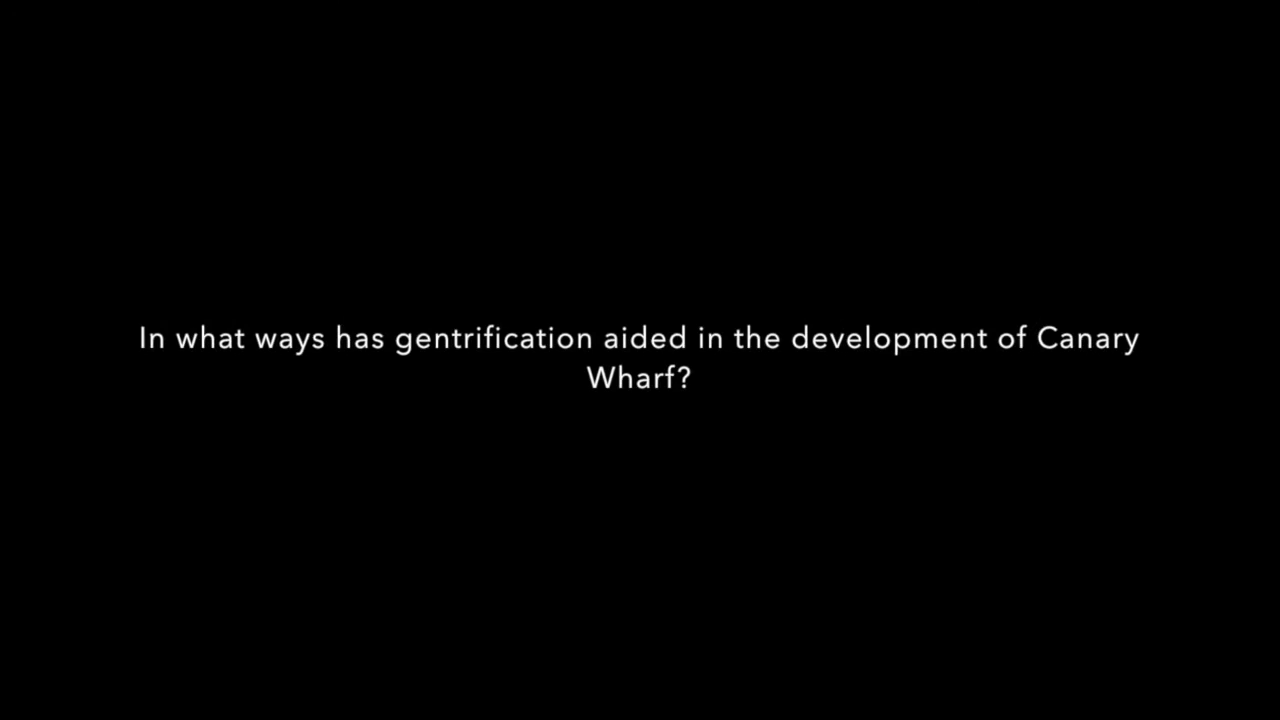 In what ways has gentrification aided in the development of Canary
Wharf?